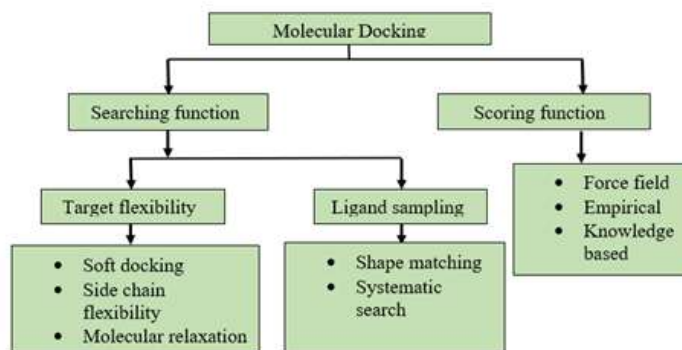 Molecular Docking
Searching function
Scoring function
Target flexibility
Ligand sampling
• Force field
• Empirical
• Knowledge
based
• Soft docking
• Side chain
flexibility
• Molecular relaxation
• Shape matching
• Systematic
search